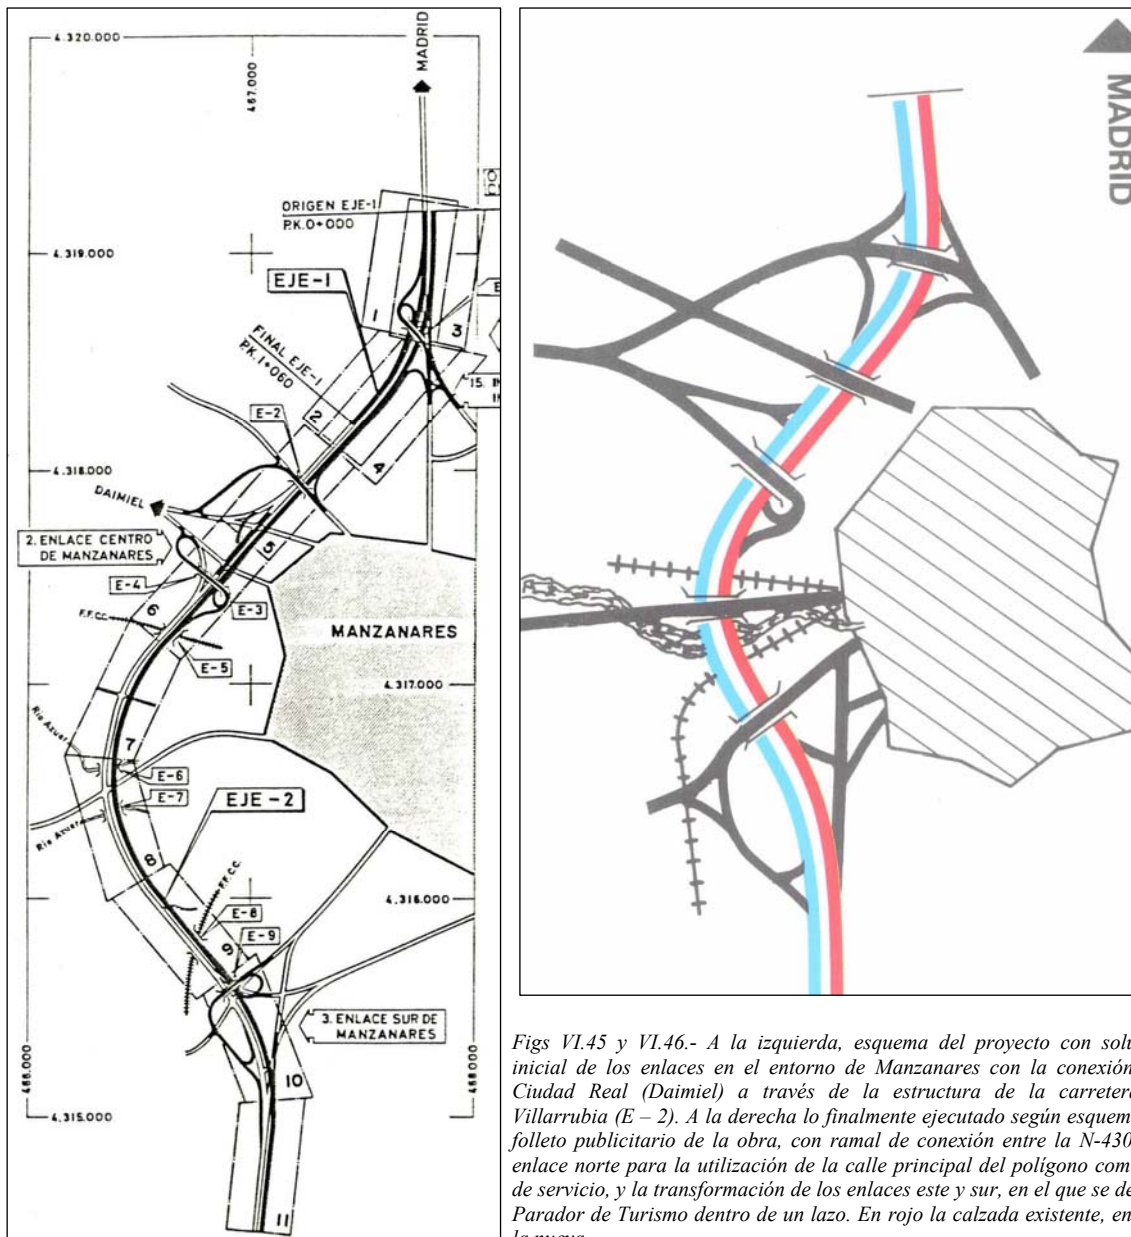 4.320.000
467.000
MADRID
ORIGEN EJE-1
P.K. 0+000
4.319.000
EJE-1
1
3
FINAL EJE-1
P.K. 1+060
15.
2
E-2
4
4.318.000
DAIMIEL
2. ENLACE CENTRO
DE MANZANARES
5
E-4
E-3
6
F.F.C.C.
MANZANARES
E-5
4.317.000
Río Azuer
7
E-6
E-7
EJE-2
Río Azuer
8
F.F.C.C.
4.316.000
E-8
9
E-9
3. ENLACE SUR DE
MANZANARES
466.000
468.000
10
4.315.000
11
MADRID
Figs VI.45 y VI.46.- A la izquierda, esquema del proyecto con solu
inicial de los enlaces en el entorno de Manzanares con la conexión
Ciudad Real (Daimiel) a través de la estructura de la carretera
Villarrubia (E – 2). A la derecha lo finalmente ejecutado según esquem
folleto publicitario de la obra, con ramal de conexión entre la N-430
enlace norte para la utilización de la calle principal del polígono com
de servicio, y la transformación de los enlaces este y sur, en el que se de
Parador de Turismo dentro de un lazo. En rojo la calzada existente, en